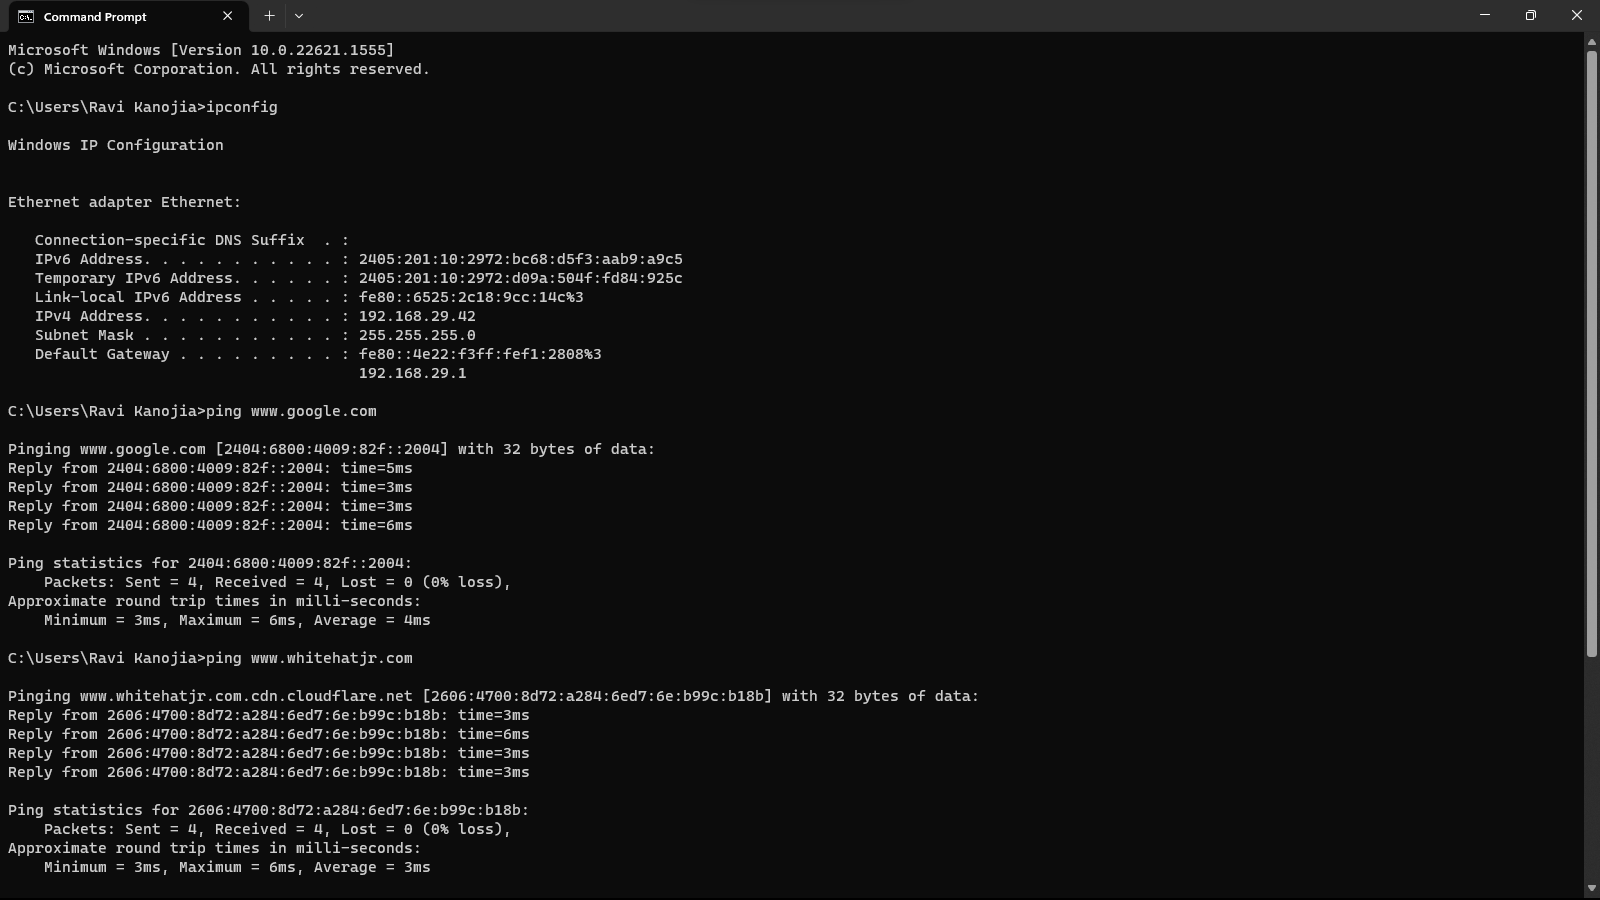 Command Prompt
Microsoft Windows [Version 10.0.22621.1555]
(c) Microsoft Corporation. All rights reserved.
C:\Users\Ravi Kanojia>ipconfig
Windows IP Configuration
Ethernet adapter Ethernet:
   Connection-specific DNS Suffix  . :
   IPv6 Address. . . . . . . . . . . : 2405:201:10:2972:bc68:d5f3:aab9:a9c5
   Temporary IPv6 Address. . . . . . : 2405:201:10:2972:d09a:504f:fd84:925c
   Link-local IPv6 Address . . . . . : fe80::6525:2c18:9cc:14c%3
   IPv4 Address. . . . . . . . . . . : 192.168.29.42
   Subnet Mask . . . . . . . . . . . : 255.255.255.0
   Default Gateway . . . . . . . . . : fe80::4e22:f3ff:fef1:2808%3
                                       192.168.29.1
C:\Users\Ravi Kanojia>ping www.google.com
Pinging www.google.com [2404:6800:4009:82f::2004] with 32 bytes of data:
Reply from 2404:6800:4009:82f::2004: time=5ms
Reply from 2404:6800:4009:82f::2004: time=3ms
Reply from 2404:6800:4009:82f::2004: time=3ms
Reply from 2404:6800:4009:82f::2004: time=6ms
Ping statistics for 2404:6800:4009:82f::2004:
    Packets: Sent = 4, Received = 4, Lost = 0 (0% loss),
Approximate round trip times in milli-seconds:
    Minimum = 3ms, Maximum = 6ms, Average = 4ms
C:\Users\Ravi Kanojia>ping www.whitehatjr.com
Pinging www.whitehatjr.com.cdn.cloudflare.net [2606:4700:8d72:a284:6ed7:6e:b99c:b18b] with 32 bytes of data:
Reply from 2606:4700:8d72:a284:6ed7:6e:b99c:b18b: time=3ms
Reply from 2606:4700:8d72:a284:6ed7:6e:b99c:b18b: time=6ms
Reply from 2606:4700:8d72:a284:6ed7:6e:b99c:b18b: time=3ms
Reply from 2606:4700:8d72:a284:6ed7:6e:b99c:b18b: time=3ms
Ping statistics for 2606:4700:8d72:a284:6ed7:6e:b99c:b18b:
    Packets: Sent = 4, Received = 4, Lost = 0 (0% loss),
Approximate round trip times in milli-seconds:
    Minimum = 3ms, Maximum = 6ms, Average = 3ms